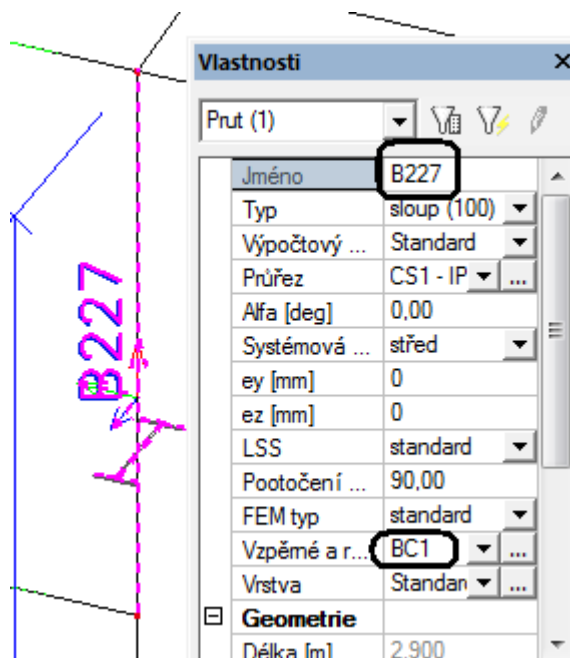 Vlastnosti
Prut (1)
B227
Jméno B227
Typ sloup (100)
Výpočtový ... Standard
Průřez CS1 - IP ...
Alfa [deg] 0,00
Systémová ... střed
ey [mm] 0
ez [mm] 0
LSS standard
Pootočení ... 90,00
FEM typ standard
Vzpěrné a r... BC1 ...
Vrstva Standar ...
Geometrie
Délka [m] 2,900